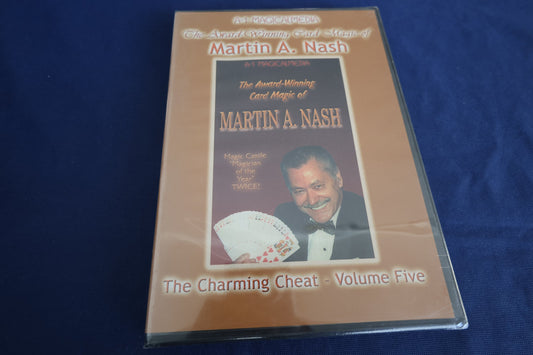 A-1 MAGICALMEDIA
The Award-Winning Card Magic of
Martin A. Nash
A-1 MAGICALMEDIA
The Award-Winning
Card Magic of
MARTIN A. NASH
Magic Castle
"Magician
of the
Year"
TWICE!
The Charming Cheat - Volume Five